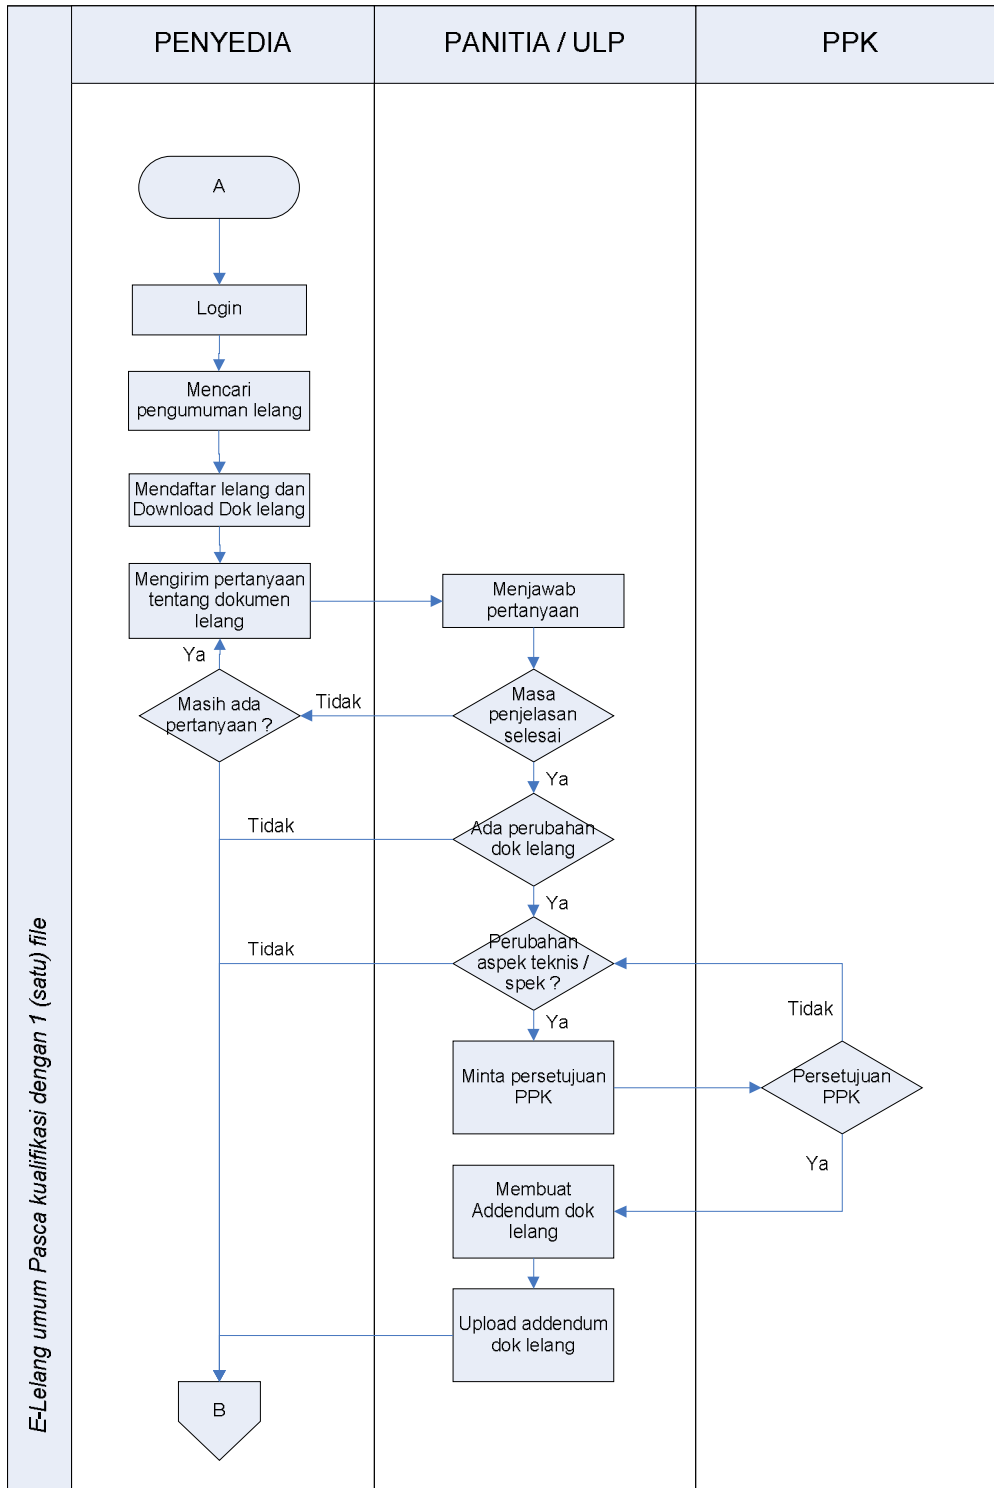 PENYEDIA
PANITIA / ULP
PPK
A
Login
Mencari
pengumuman lelang
Mendaftar lelang dan
Download Dok lelang
Mengirim pertanyaan
tentang dokumen
lelang
Menjawab
pertanyaan
Ya
Masih ada
pertanyaan ?
Tidak
Masa
penjelasan
selesai
Ya
Tidak
Ada perubahan
dok lelang
Ya
Tidak
Perubahan
aspek teknis /
spek ?
Tidak
Ya
Minta persetujuan
PPK
Persetujuan
PPK
Ya
Membuat
Addendum dok
lelang
Upload addendum
dok lelang
B
E-Lelang umum Pasca kualifikasi dengan 1 (satu) file